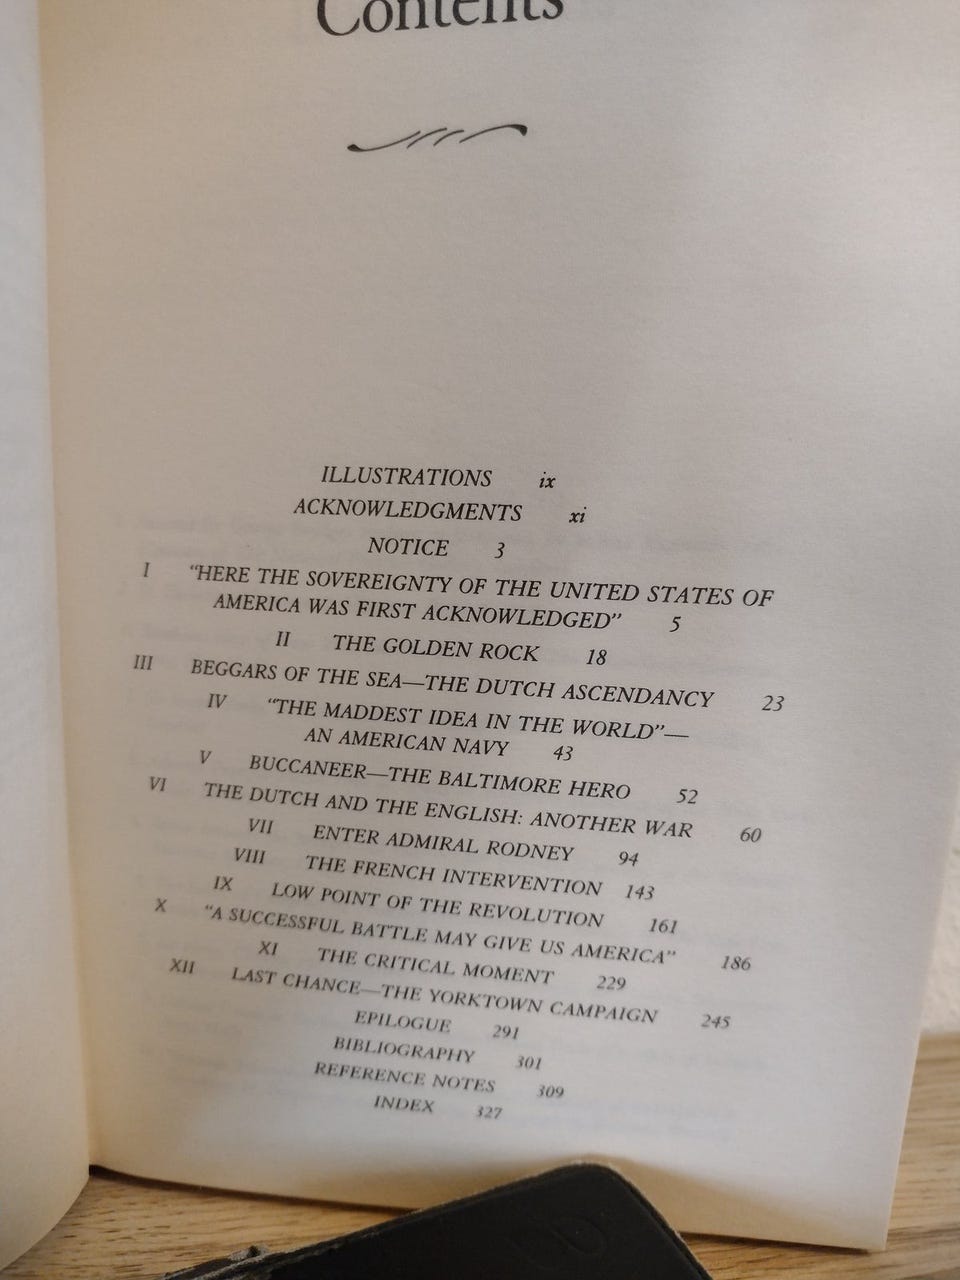 Contents
ILLUSTRATIONS ix
ACKNOWLEDGMENTS xi
NOTICE 3
I "HERE THE SOVEREIGNTY OF THE UNITED STATES OF
AMERICA WAS FIRST ACKNOWLEDGED" 5
II THE GOLDEN ROCK 18
III BEGGARS OF THE SEA—THE DUTCH ASCENDANCY 23
IV "THE MADDEST IDEA IN THE WORLD"—
AN AMERICAN NAVY 43
V BUCCANEER—THE BALTIMORE HERO 52
VI THE DUTCH AND THE ENGLISH: ANOTHER WAR 60
VII ENTER ADMIRAL RODNEY 94
VIII THE FRENCH INTERVENTION 143
IX LOW POINT OF THE REVOLUTION 161
X "A SUCCESSFUL BATTLE MAY GIVE US AMERICA" 186
XI THE CRITICAL MOMENT 229
XII LAST CHANCE—THE YORKTOWN CAMPAIGN 245
EPILOGUE 291
BIBLIOGRAPHY 301
REFERENCE NOTES 309
INDEX 327